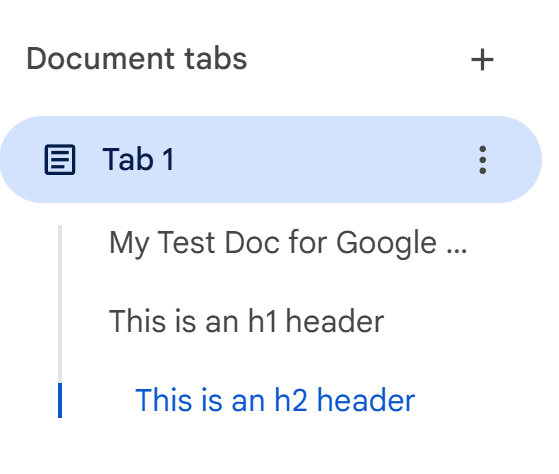 Document tabs
Tab 1
My Test Doc for Google ...
This is an h1 header
This is an h2 header